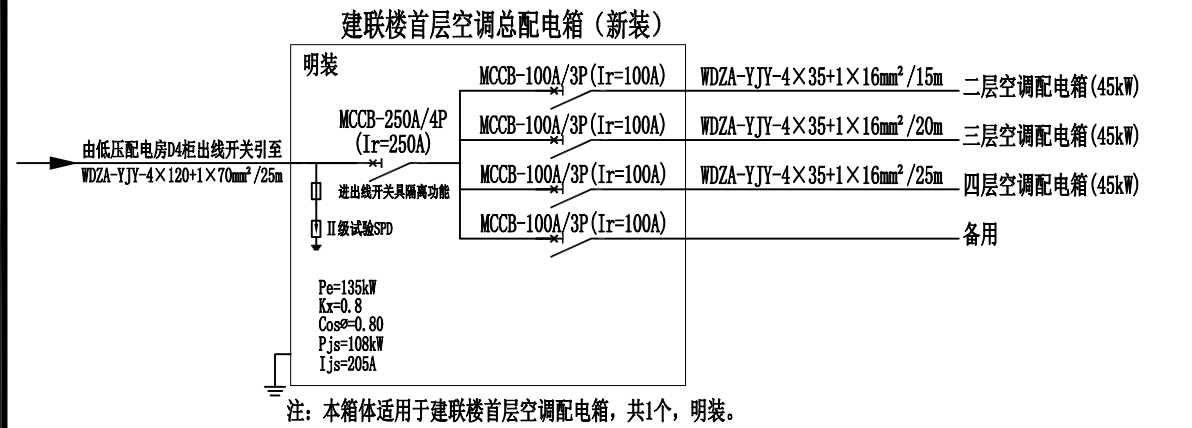 建联楼首层空调总配电箱（新装）
明装
MCCB-100A/3P(Ir=100A)
WDZA-YJY-4×35+1×16mm²/15m
二层空调配电箱(45kW)
MCCB-250A/4P
(Ir=250A)
MCCB-100A/3P(Ir=100A)
WDZA-YJY-4×35+1×16mm²/20m
三层空调配电箱(45kW)
由低压配电房D4柜出线开关引至
WDZA-YJY-4×120+1×70mm²/25m
进出线开关具隔离功能
MCCB-100A/3P(Ir=100A)
WDZA-YJY-4×35+1×16mm²/25m
四层空调配电箱(45kW)
II级试验SPD
MCCB-100A/3P(Ir=100A)
备用
Pe=135kW
Kx=0.8
Cosø=0.80
Pjs=108kW
Ijs=205A
注：本箱体适用于建联楼首层空调配电箱，共1个，明装。